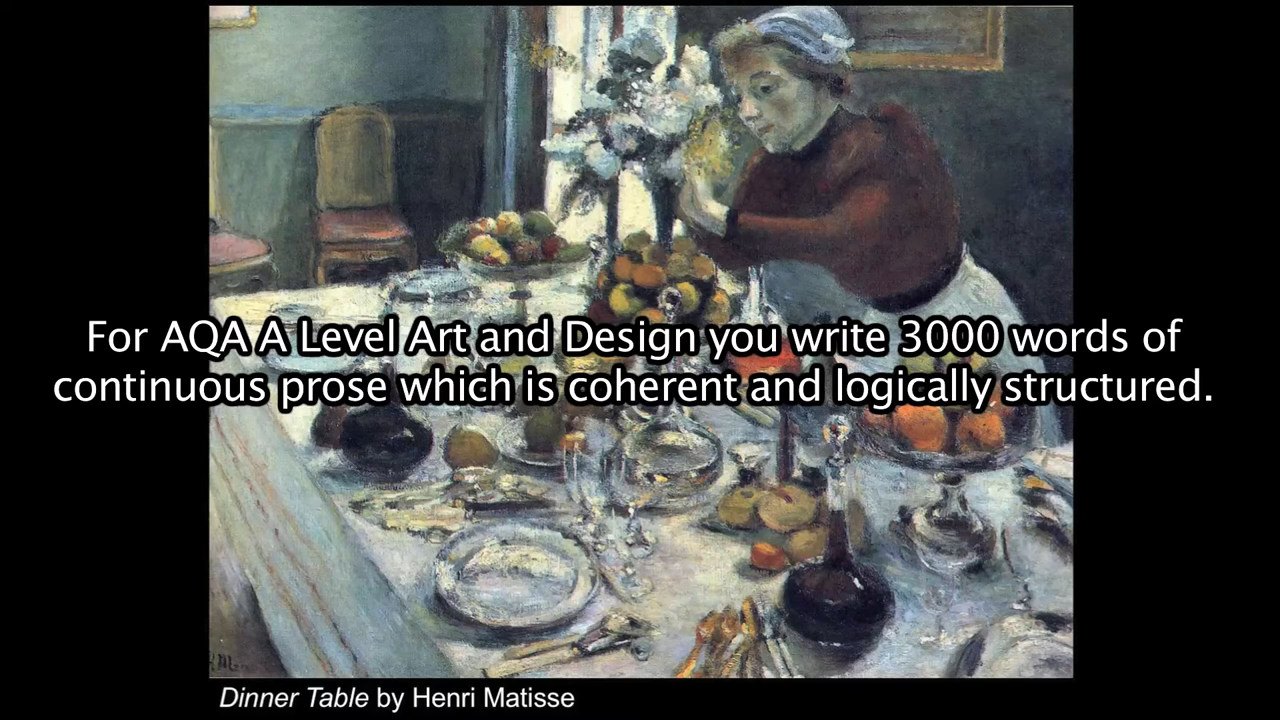 For AQA A Level Art and Design you write 3000 words of
continuous prose which is coherent and logically structured.
Dinner Table by Henri Matisse